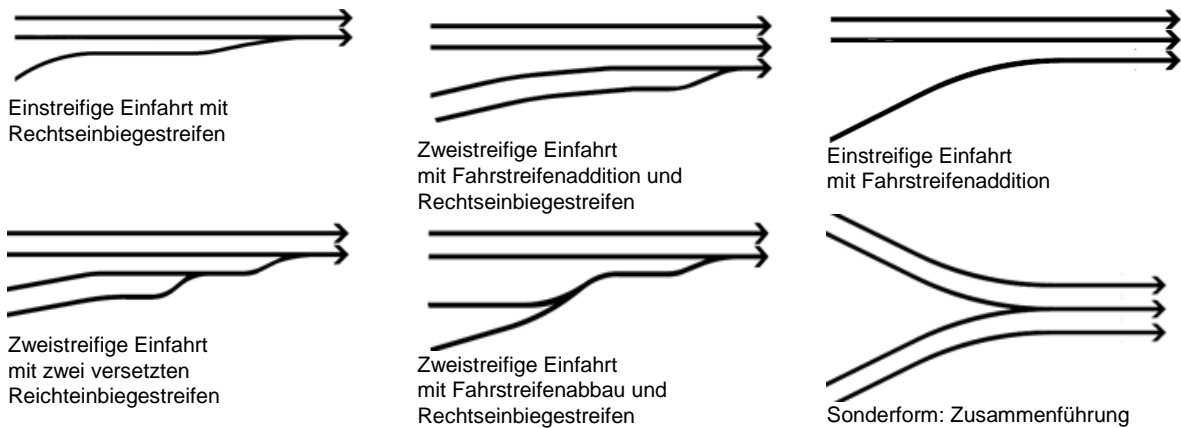 Einstreifige Einfahrt mit
Rechtseinbiegestreifen
Zweistreifige Einfahrt
mit Fahrstreifenaddition und
Rechtseinbiegestreifen
Einstreifige Einfahrt
mit Fahrstreifenaddition
Zweistreifige Einfahrt
mit zwei versetzten
Reichteinbiegestreifen
Zweistreifige Einfahrt
mit Fahrstreifenabbau und
Rechtseinbiegestreifen
Sonderform: Zusammenführung